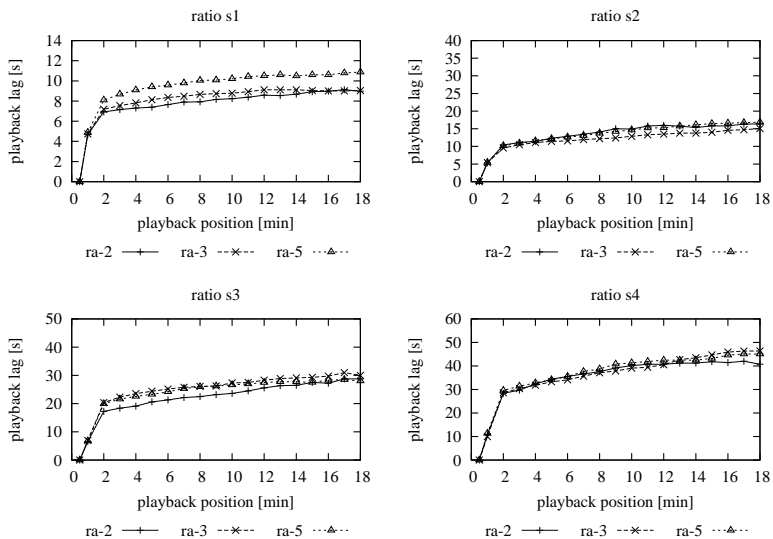 ratio s1
14
12
10
8
6
4
2
0
playback lag [s]
0 2 4 6 8 10 12 14 16 18
playback position [min]
ra-2 ra-3 ra-5
ratio s2
40
35
30
25
20
15
10
5
0
playback lag [s]
0 2 4 6 8 10 12 14 16 18
playback position [min]
ra-2 ra-3 ra-5
ratio s3
50
40
30
20
10
0
playback lag [s]
0 2 4 6 8 10 12 14 16 18
playback position [min]
ra-2 ra-3 ra-5
ratio s4
60
50
40
30
20
10
0
playback lag [s]
0 2 4 6 8 10 12 14 16 18
playback position [min]
ra-2 ra-3 ra-5